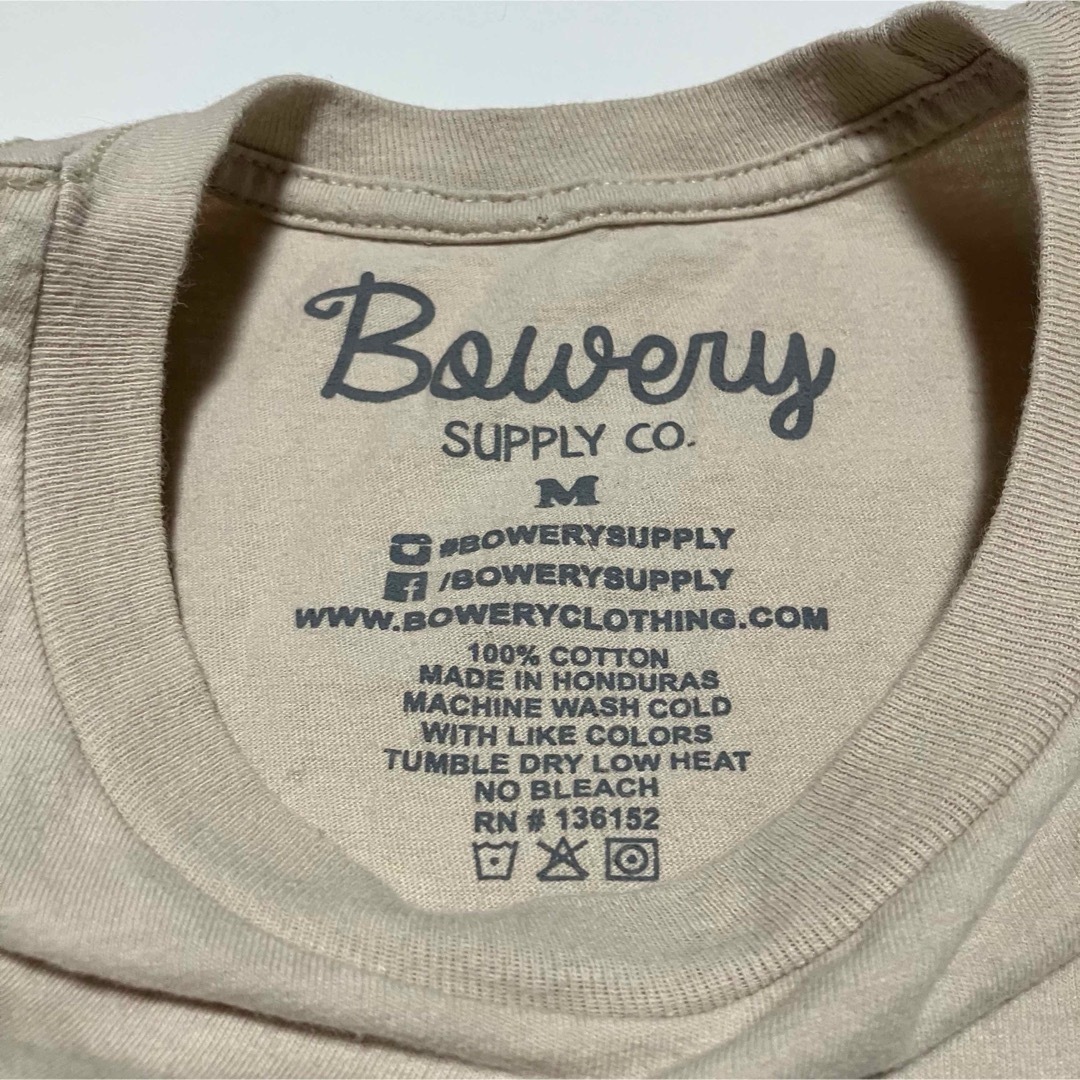 Bowery
SUPPLY CO.
M
#BOWERYSUPPLY
/BOWERYSUPPLY
WWW.BOWERYCLOTHING.COM
100% COTTON
MADE IN HONDURAS
MACHINE WASH COLD
WITH LIKE COLORS
TUMBLE DRY LOW HEAT
NO BLEACH
RN # 136152